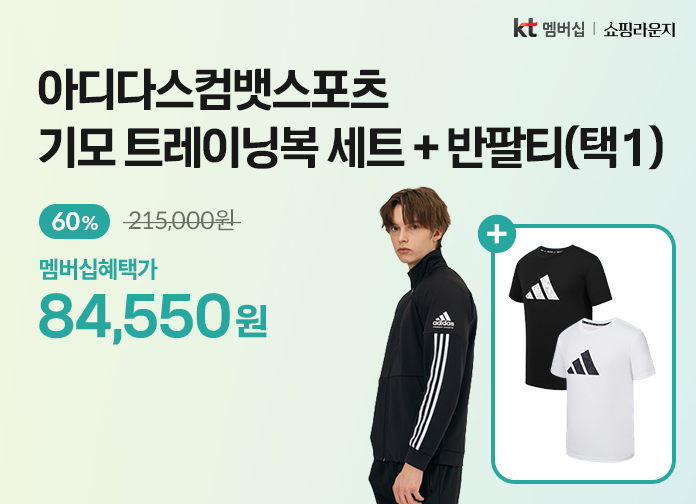 kt 멤버십 | 쇼핑라운지
아디다스컴뱃스포츠
기모 트레이닝복 세트 + 반팔티(택1)
60% 215,000원
멤버십혜택가
84,550원
+
adidas